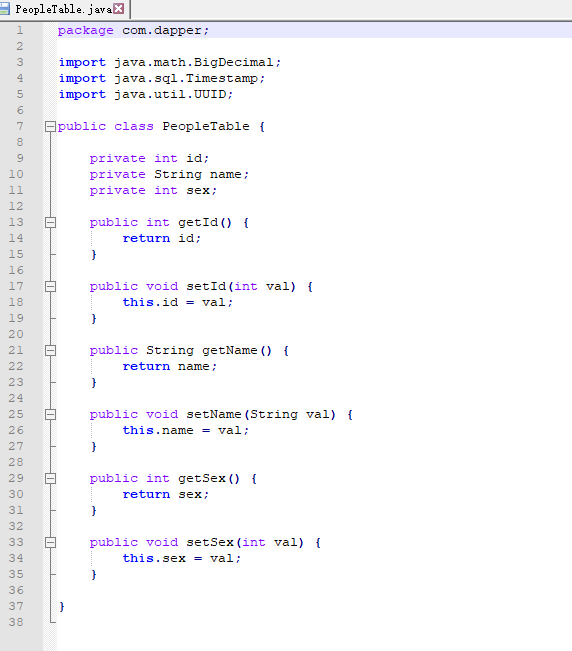 PeopleTable.java
1 package com.dapper;
2
3 import java.math.BigDecimal;
4 import java.sql.Timestamp;
5 import java.util.UUID;
6
7 public class PeopleTable {
8
9 private int id;
10 private String name;
11 private int sex;
12
13 public int getId() {
14 return id;
15 }
16
17 public void setId(int val) {
18 this.id = val;
19 }
20
21 public String getName() {
22 return name;
23 }
24
25 public void setName(String val) {
26 this.name = val;
27 }
28
29 public int getSex() {
30 return sex;
31 }
32
33 public void setSex(int val) {
34 this.sex = val;
35 }
36
37 }
38